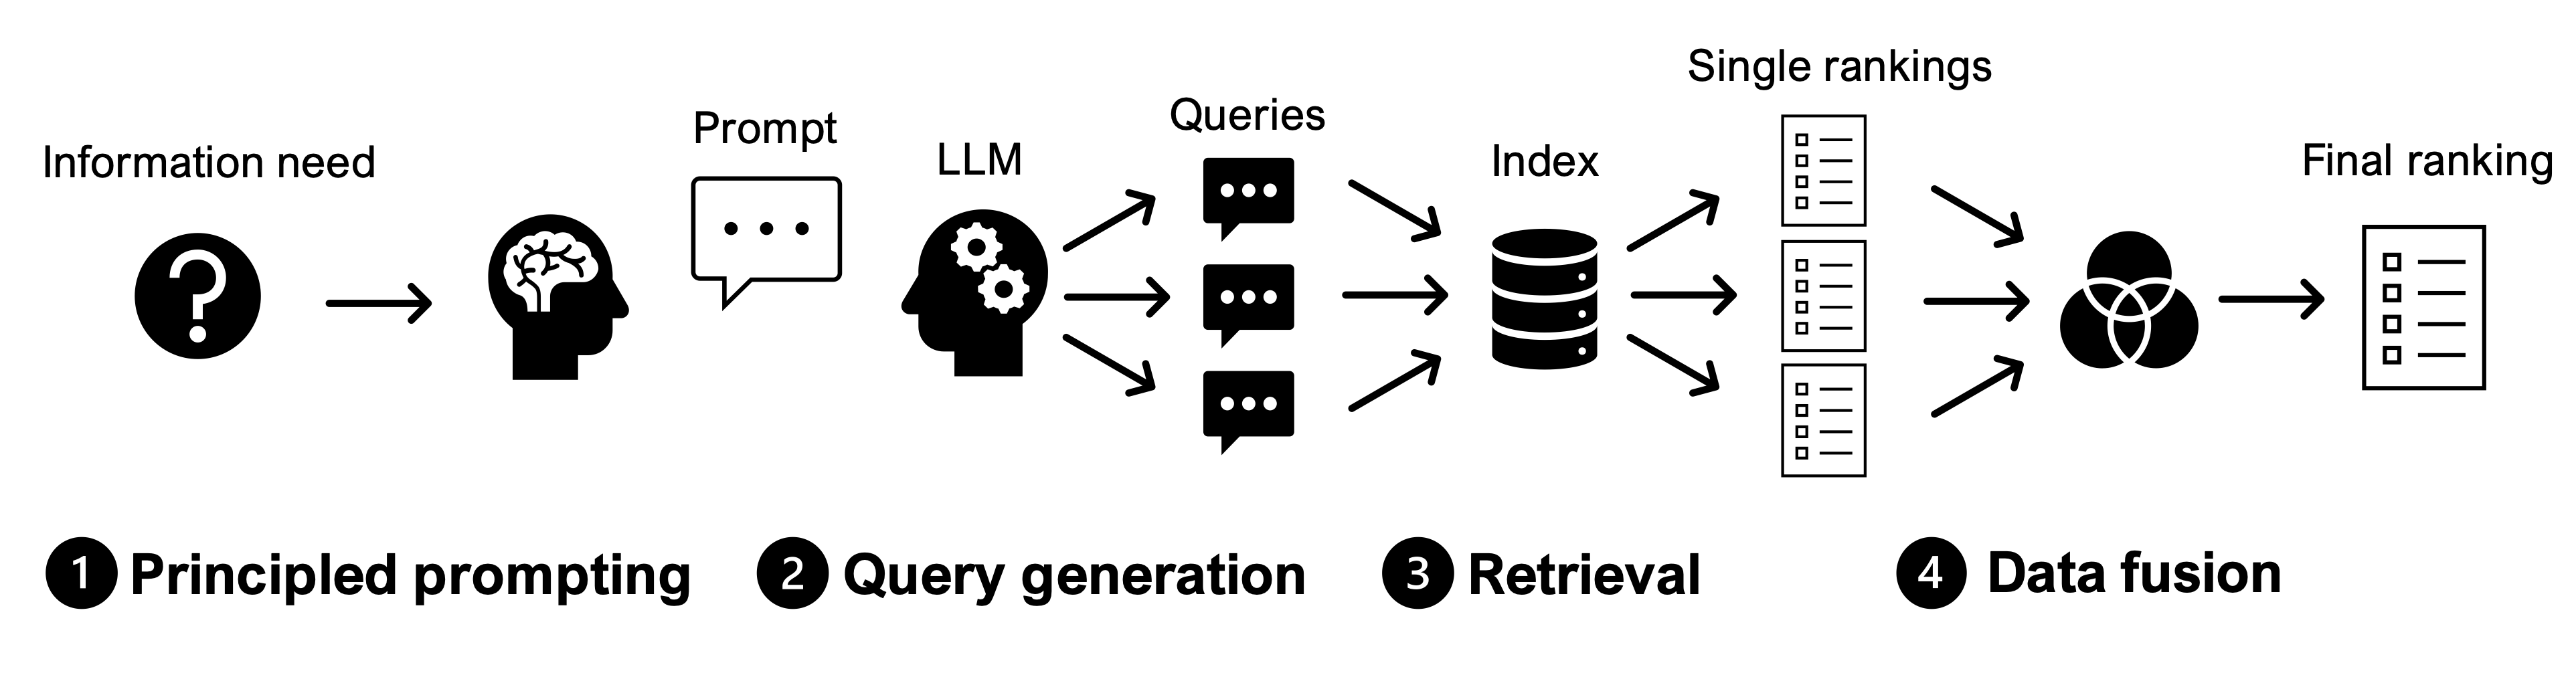 Information need
Prompt
LLM
Queries
Index
Single rankings
Final ranking
1 Principled prompting
2 Query generation
3 Retrieval
4 Data fusion